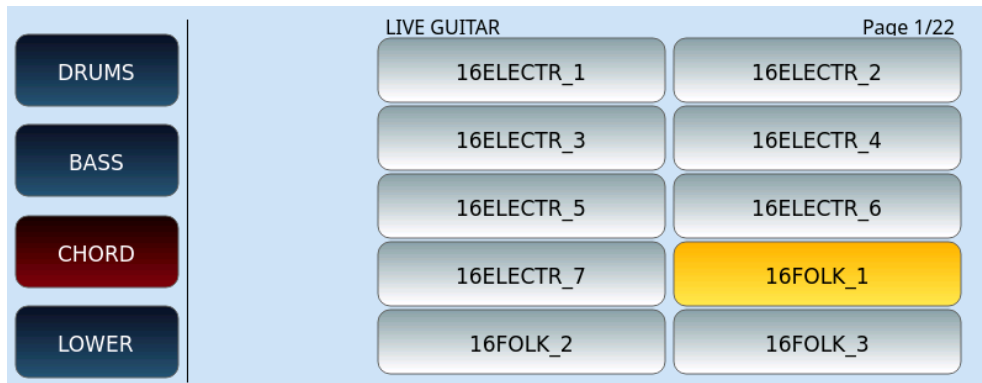 LIVE GUITAR Page 1/22
DRUMS
BASS
CHORD
LOWER
16ELECTR_1 16ELECTR_2
16ELECTR_3 16ELECTR_4
16ELECTR_5 16ELECTR_6
16ELECTR_7 16FOLK_1
16FOLK_2 16FOLK_3